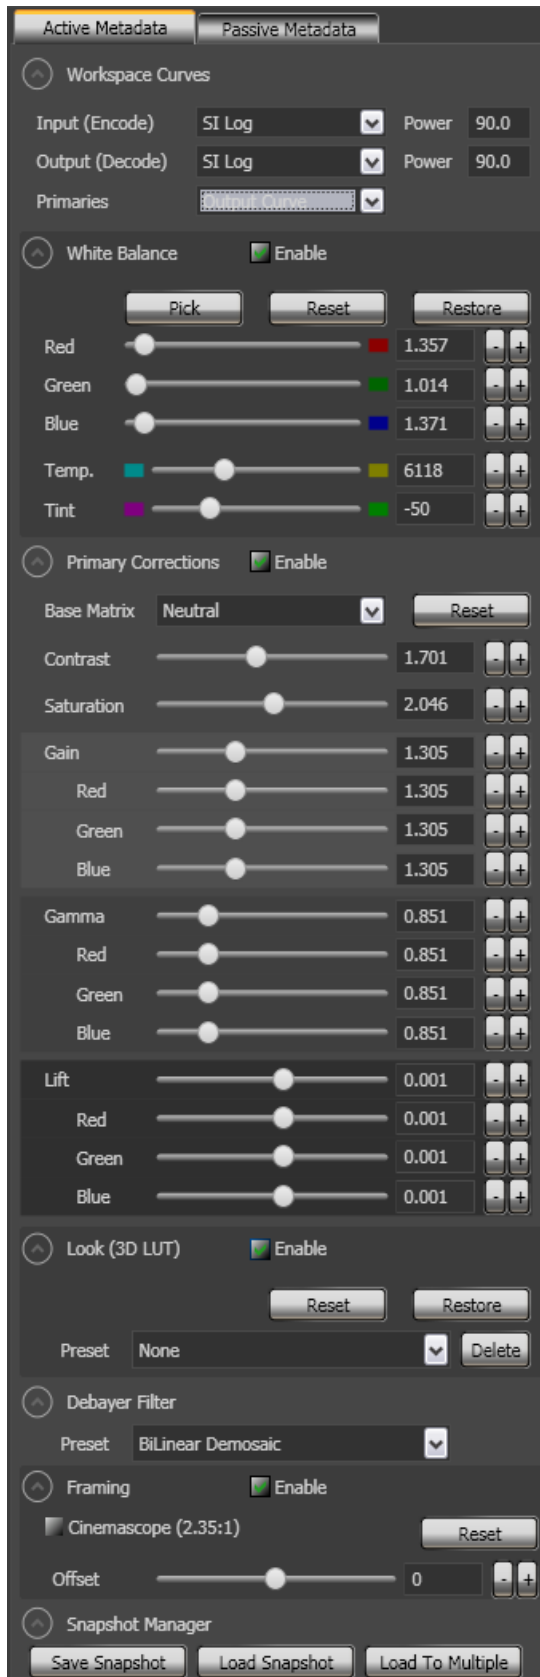 Active Metadata Passive Metadata
Workspace Curves
Input (Encode) SI Log Power 90.0
Output (Decode) SI Log Power 90.0
Primaries Output Curve
White Balance Enable
Pick Reset Restore
Red 1.357 - +
Green 1.014 - +
Blue 1.371 - +
Temp. 6118 - +
Tint -50 - +
Primary Corrections Enable
Base Matrix Neutral Reset
Contrast 1.701 - +
Saturation 2.046 - +
Gain 1.305 - +
Red 1.305 - +
Green 1.305 - +
Blue 1.305 - +
Gamma 0.851 - +
Red 0.851 - +
Green 0.851 - +
Blue 0.851 - +
Lift 0.001 - +
Red 0.001 - +
Green 0.001 - +
Blue 0.001 - +
Look (3D LUT) Enable
Reset Restore
Preset None Delete
Debayer Filter
Preset BiLinear Demosaic
Framing Enable
Cinemascope (2.35:1) Reset
Offset 0 - +
Snapshot Manager
Save Snapshot Load Snapshot Load To Multiple